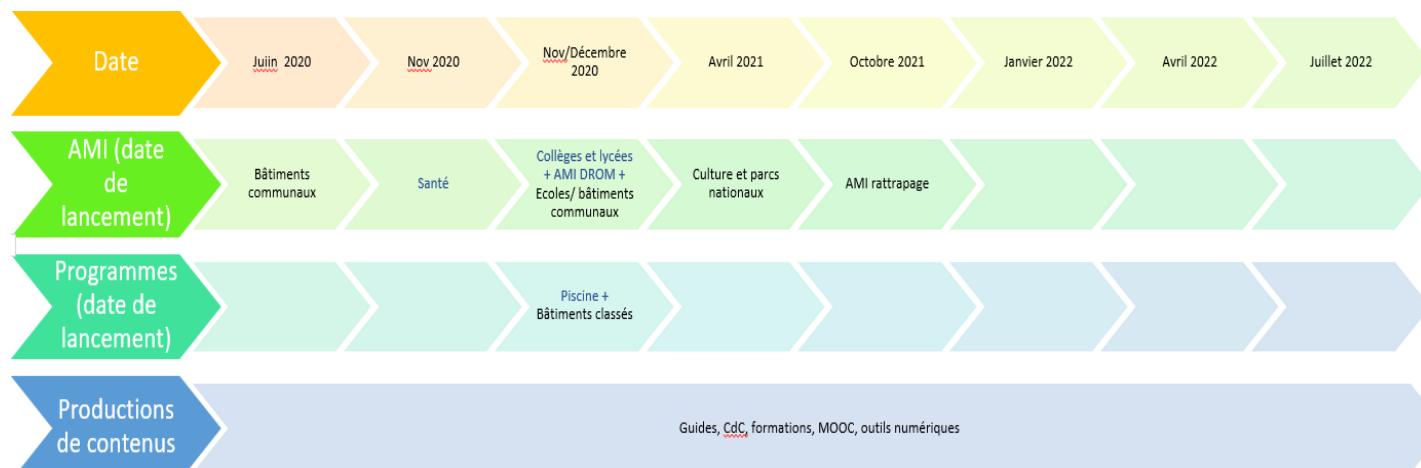 Date
Juiin 2020
Nov 2020
Nov/Décembre
2020
Avril 2021
Octobre 2021
Janvier 2022
Avril 2022
Juillet 2022
AMI (date
de
lancement)
Bâtiments
communaux
Santé
Collèges et lycées
+ AMI DROM +
Ecoles/ bâtiments
communaux
Culture et parcs
nationaux
AMI rattrapage
Programmes
(date de
lancement)
Piscine +
Bâtiments classés
Productions
de contenus
Guides, CdC, formations, MOOC, outils numériques